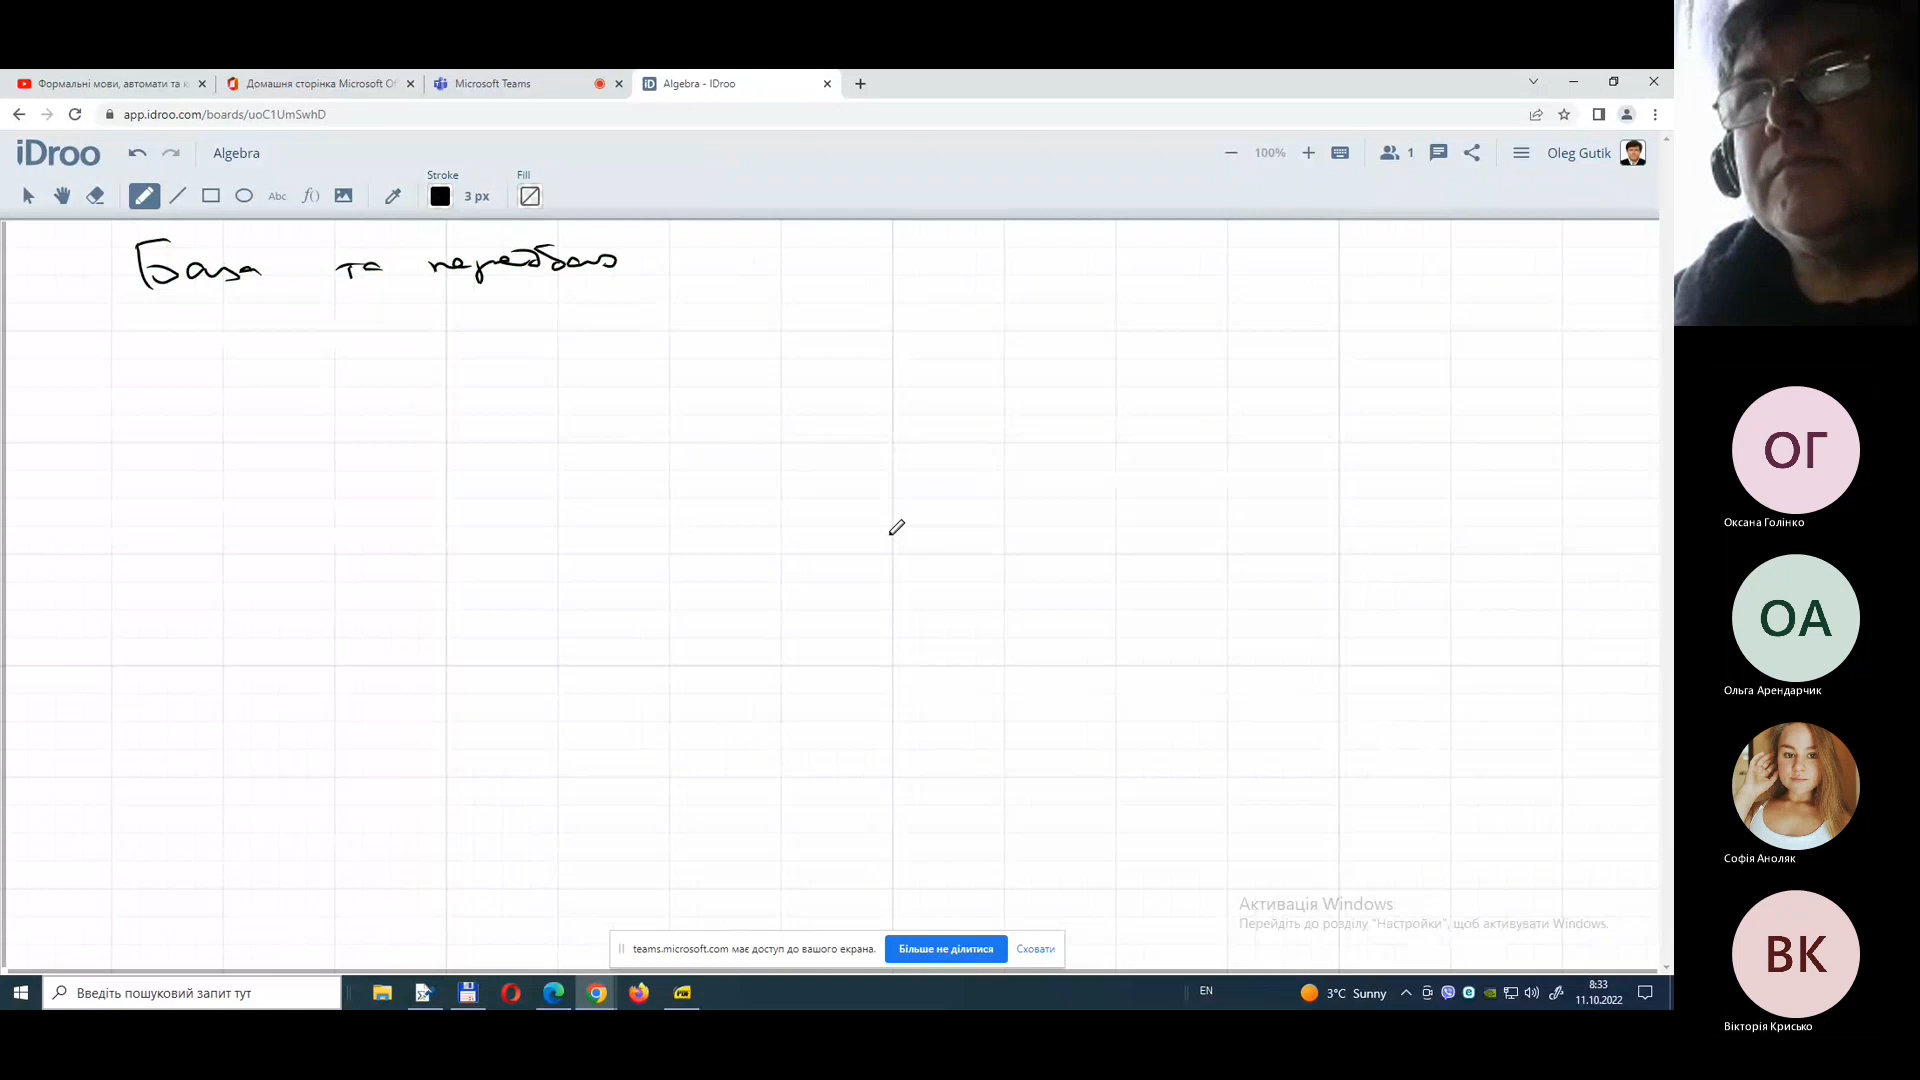 Формальні мови, автомати та к
Домашня сторінка Microsoft Of
Microsoft Teams
Algebra - IDroo
app.idroo.com/boards/uoC1UmSwhD
iDroo
Algebra
100%
1
Oleg Gutik
Abc
f()
Stroke
3 px
Fill
База та передбаз
Активація Windows
Перейдіть до розділу "Настройки", щоб активувати Windows.
teams.microsoft.com має доступ до вашого екрана.
Більше не ділитися
Сховати
Введіть пошуковий запит тут
EN
3°C Sunny
8:33
11.10.2022
ОГ
Оксана Голінко
ОА
Ольга Арендарчик
Софія Аноляк
ВК
Вікторія Крисько